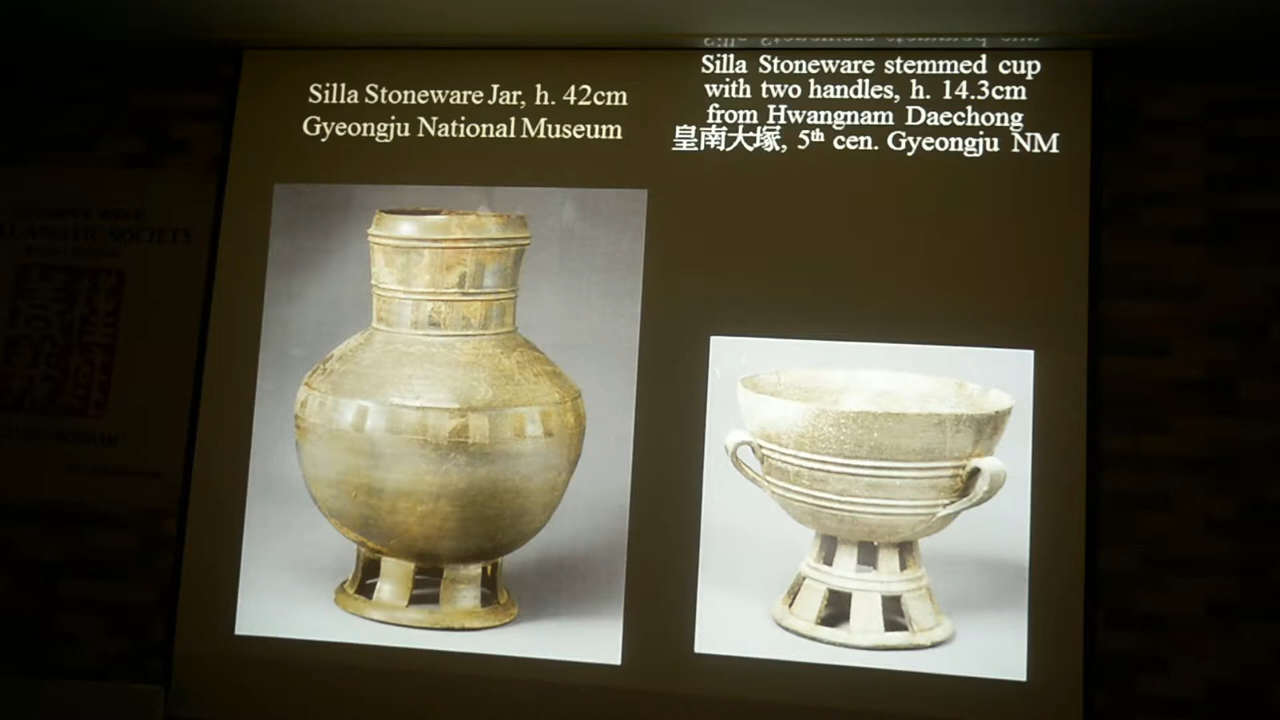 Silla Stoneware Jar, h. 42cm
Gyeongju National Museum
Silla Stoneware stemmed cup
with two handles, h. 14.3cm
from Hwangnam Daechong
皇南大塚, 5th cen. Gyeongju NM
SOCIETY